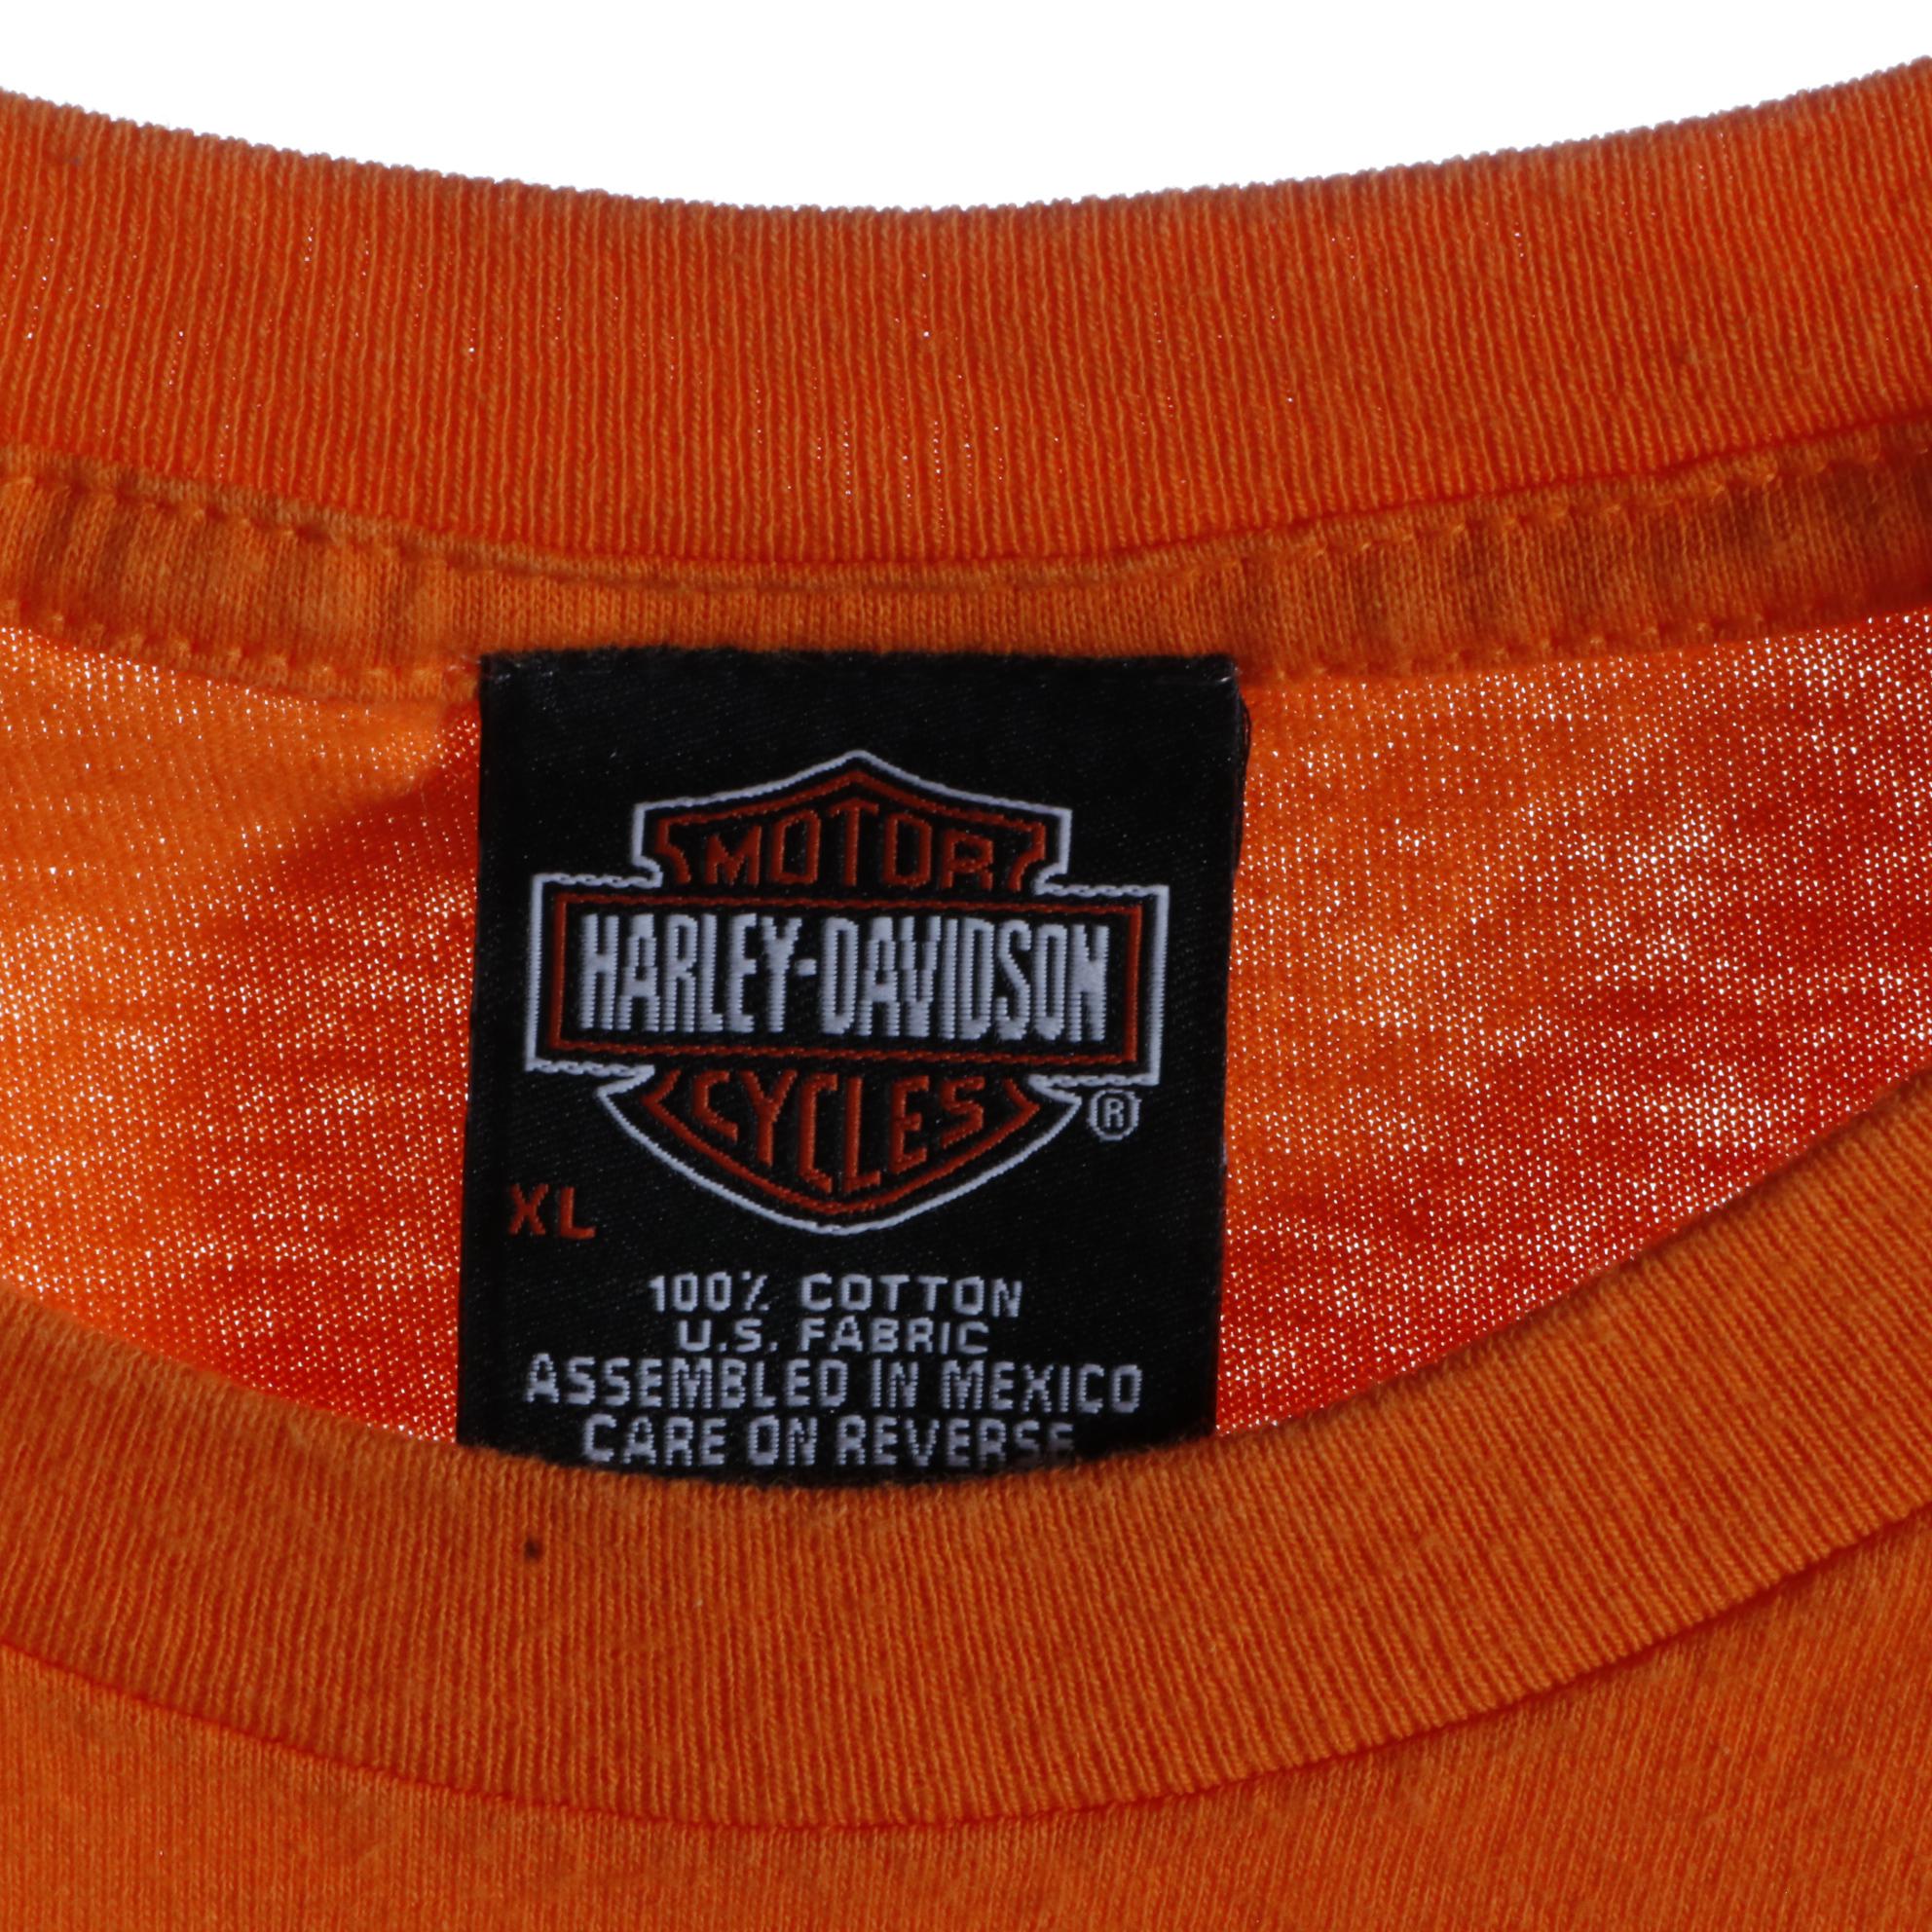 MOTOR
HARLEY-DAVIDSON
CYCLES
®
XL
100% COTTON
U.S. FABRIC
ASSEMBLED IN MEXICO
CARE ON REVERSE